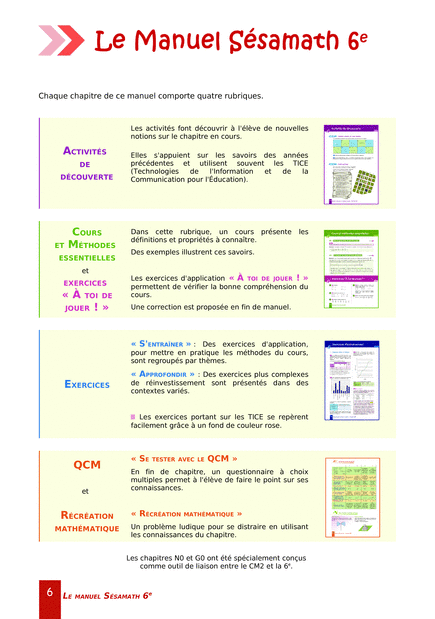 Le Manuel Sésamath 6e
Chaque chapitre de ce manuel comporte quatre rubriques.
Activités
de
découverte
Les activités font découvrir à l'élève de nouvelles
notions sur le chapitre en cours.
Elles s'appuient sur les savoirs des années
précédentes et utilisent souvent les TICE
(Technologies de l'Information et de la
Communication pour l'Éducation).
Cours
et Méthodes
essentielles
et
exercices
« À toi de
jouer ! »
Dans cette rubrique, un cours présente les
définitions et propriétés à connaître.
Des exemples illustrent ces savoirs.
Les exercices d'application « À toi de jouer ! »
permettent de vérifier la bonne compréhension du
cours.
Une correction est proposée en fin de manuel.
Exercices
« S'entraîner » : Des exercices d'application,
pour mettre en pratique les méthodes du cours,
sont regroupés par thèmes.
« Approfondir » : Des exercices plus complexes
de réinvestissement sont présentés dans des
contextes variés.
Les exercices portant sur les TICE se repèrent
facilement grâce à un fond de couleur rose.
QCM
et
Récréation
mathématique
« Se tester avec le QCM »
En fin de chapitre, un questionnaire à choix
multiples permet à l'élève de faire le point sur ses
connaissances.
« Récréation mathématique »
Un problème ludique pour se distraire en utilisant
les connaissances du chapitre.
Les chapitres N0 et G0 ont été spécialement conçus
comme outil de liaison entre le CM2 et la 6e.
6 Le manuel Sésamath 6e